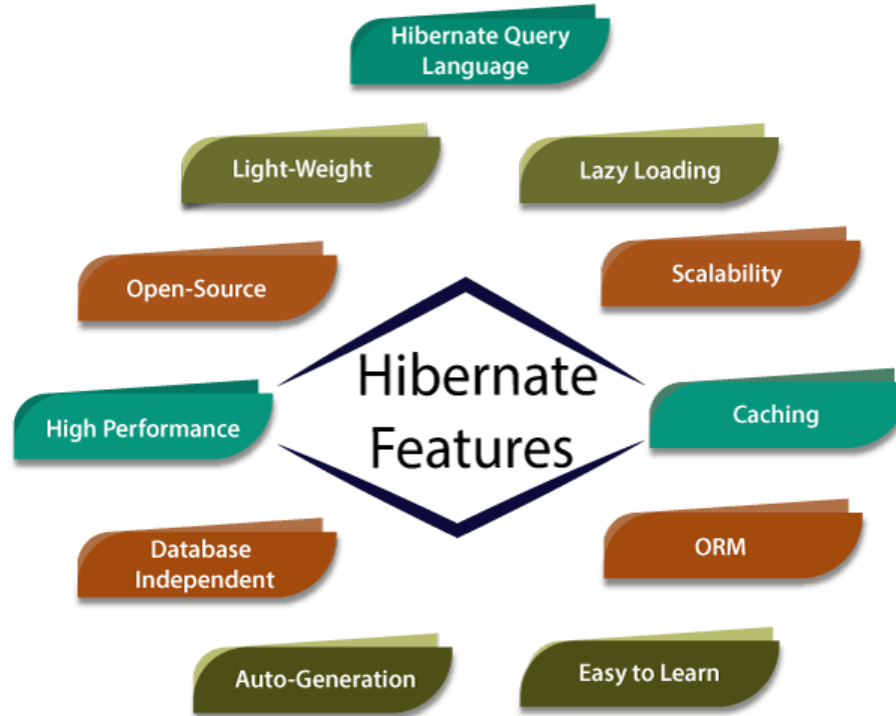 Hibernate Query
Language
Light-Weight
Lazy Loading
Open-Source
Scalability
Hibernate
Features
High Performance
Caching
Database
Independent
ORM
Auto-Generation
Easy to Learn